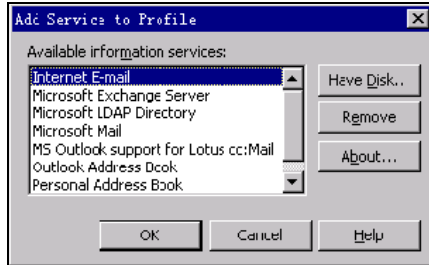 Add Service to Profile
Available information services:
Internet E-mail
Microsoft Exchange Server
Microsoft LDAP Directory
Microsoft Mail
MS Outlook support for Lotus cc:Mail
Outlook Address Book
Personal Address Book
Have Disk..
Remove
About...
OK
Cancel
Help